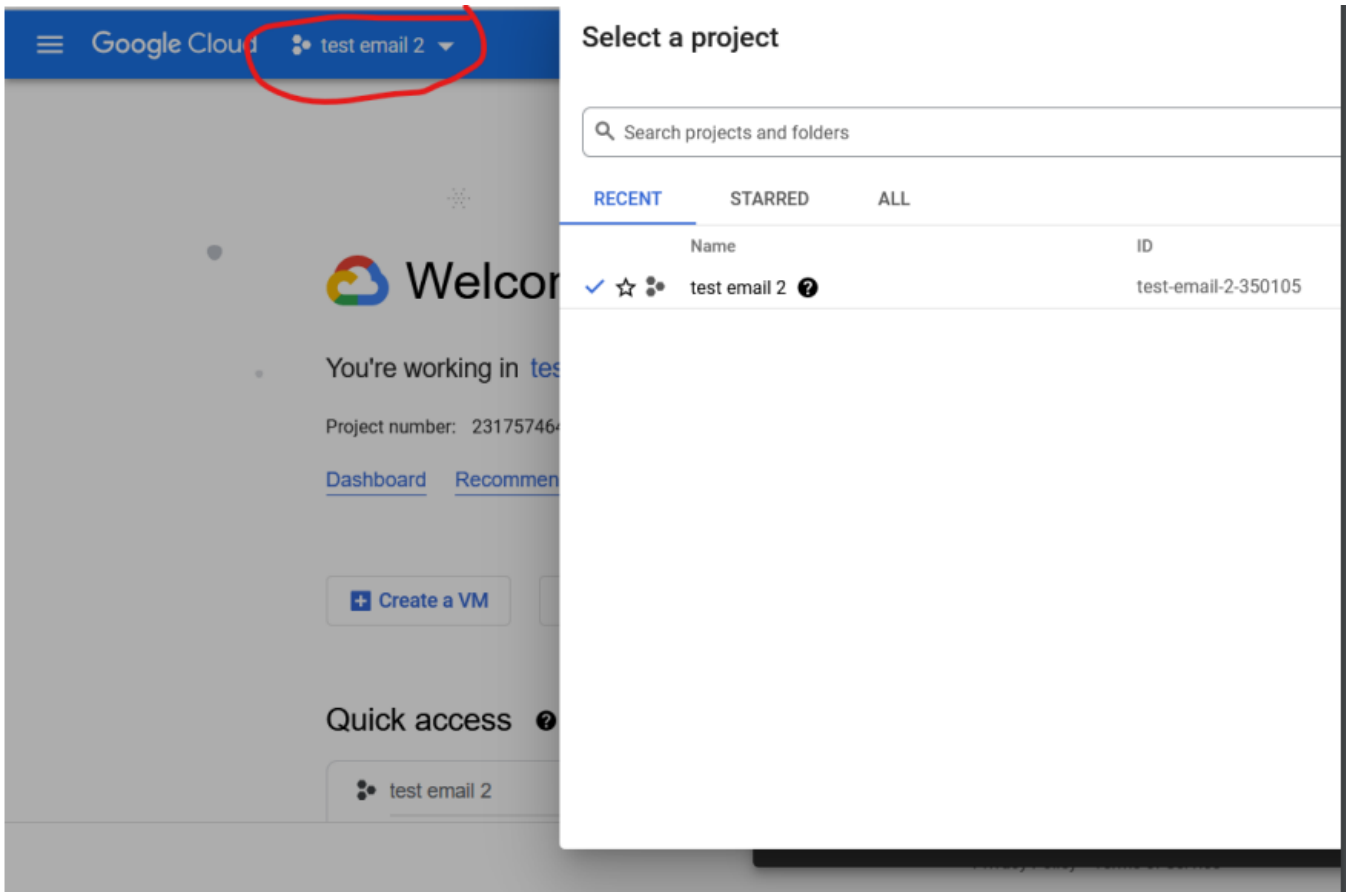 Google Cloud test email 2
Select a project
Search projects and folders
RECENT STARRED ALL
Name ID
test email 2 test-email-2-350105
Welcor
You're working in tes
Project number: 231757464
Dashboard Recommen
Create a VM
Quick access
test email 2